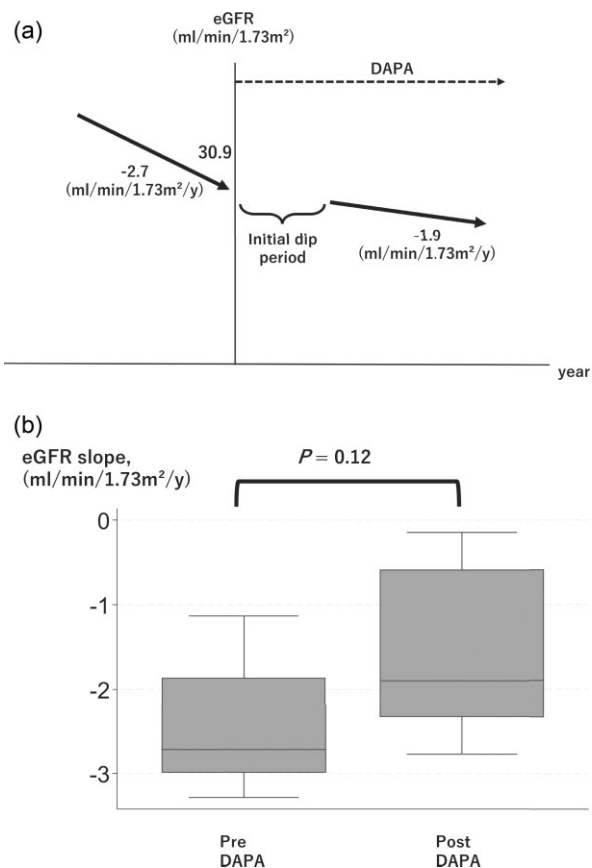 (a)
eGFR
(ml/min/1.73m²)
DAPA
30.9
-2.7
(ml/min/1.73m²/y)
Initial dip
period
-1.9
(ml/min/1.73m²/y)
year
(b)
eGFR slope,
(ml/min/1.73m²/y)
P = 0.12
0
-1
-2
-3
Pre
DAPA
Post
DAPA